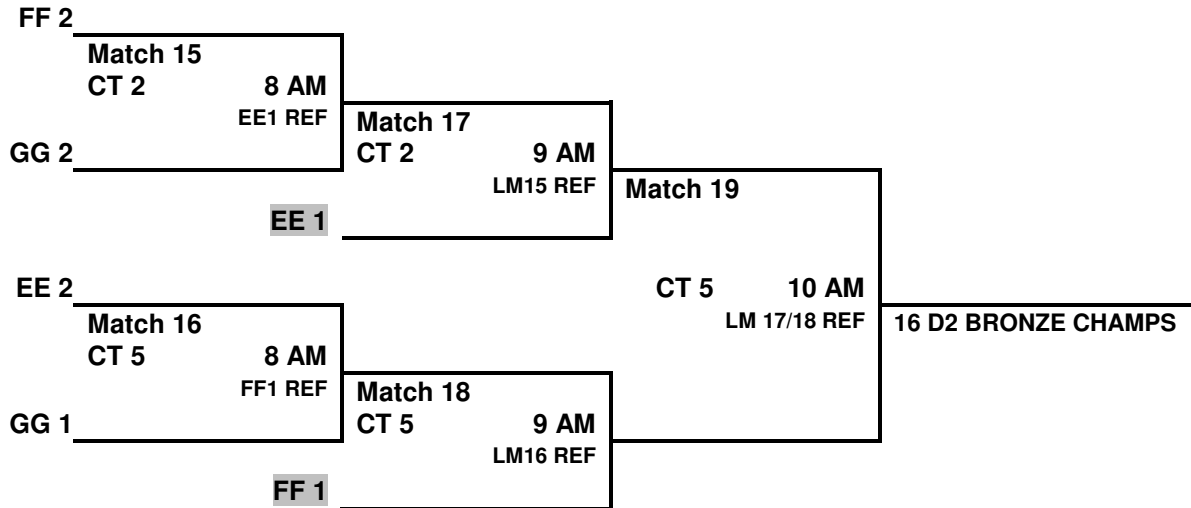 FF 2
Match 15
CT 2 8 AM
EE1 REF
GG 2
Match 17
CT 2 9 AM
LM15 REF
EE 1
Match 19
CT 5 10 AM
LM 17/18 REF
16 D2 BRONZE CHAMPS
EE 2
Match 16
CT 5 8 AM
FF1 REF
GG 1
Match 18
CT 5 9 AM
LM16 REF
FF 1